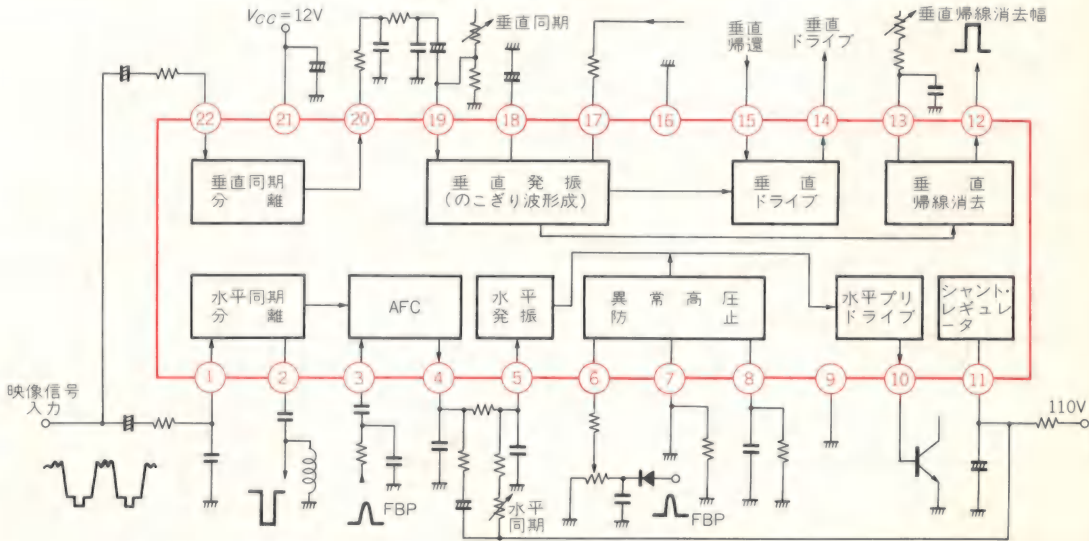 V_CC=12V
垂直同期
垂直帰還
垂直ドライブ
垂直帰線消去幅
22
21
20
19
18
17
16
15
14
13
12
垂直同期
分離
垂直発振
(のこぎり波形成)
垂直
ドライブ
垂直
帰線消去
水平同期
分離
AFC
水平
発振
異常高圧
防止
水平プリ
ドライブ
シャント・
レギュレ
ータ
1
2
3
4
5
6
7
8
9
10
11
映像信号
入力
110V
FBP
水平
同期
FBP